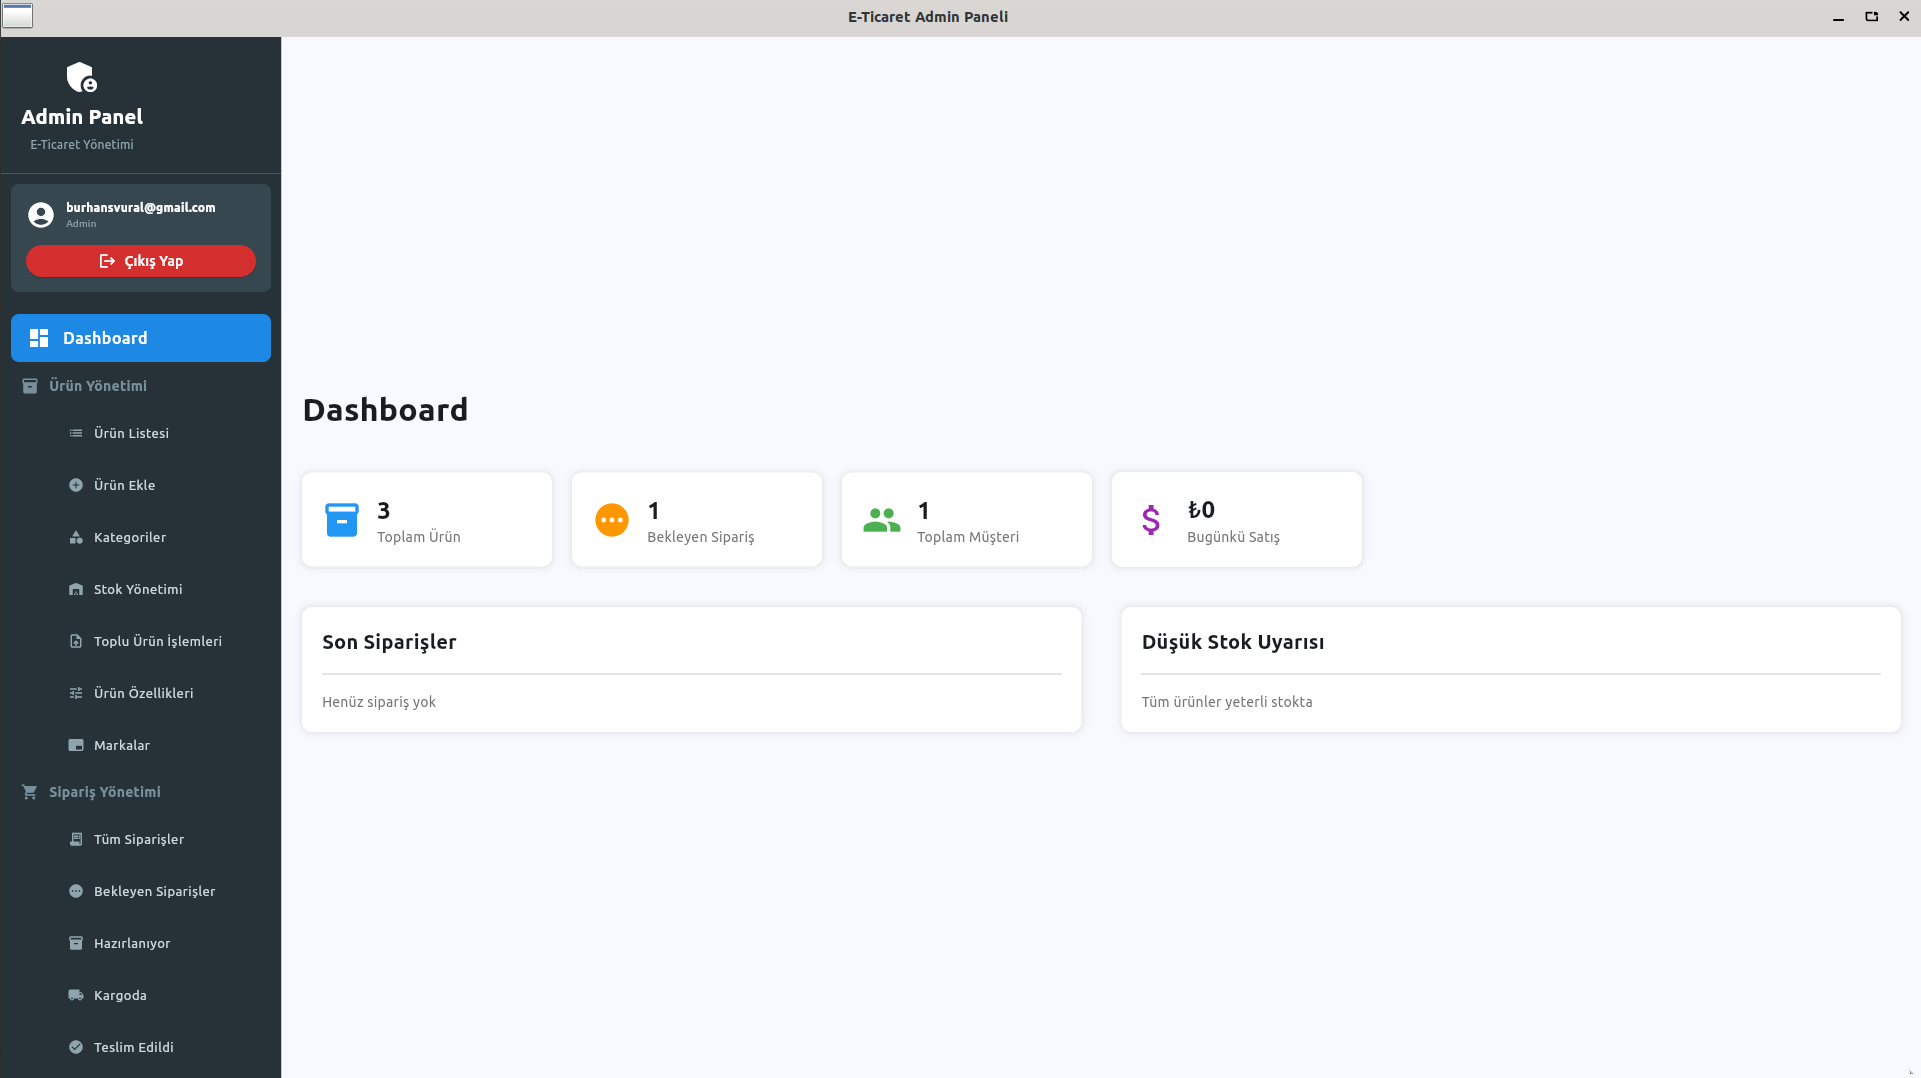 E-Ticaret Admin Paneli
Admin Panel
E-Ticaret Yönetimi
burhansvural@gmail.com
Admin
Çıkış Yap
Dashboard
Ürün Yönetimi
Ürün Listesi
Ürün Ekle
Kategoriler
Stok Yönetimi
Toplu Ürün İşlemleri
Ürün Özellikleri
Markalar
Sipariş Yönetimi
Tüm Siparişler
Bekleyen Siparişler
Hazırlanıyor
Kargoda
Teslim Edildi
Dashboard
3
Toplam Ürün
1
Bekleyen Sipariş
1
Toplam Müşteri
₺0
Bugünkü Satış
Son Siparişler
Henüz sipariş yok
Düşük Stok Uyarısı
Tüm ürünler yeterli stokta